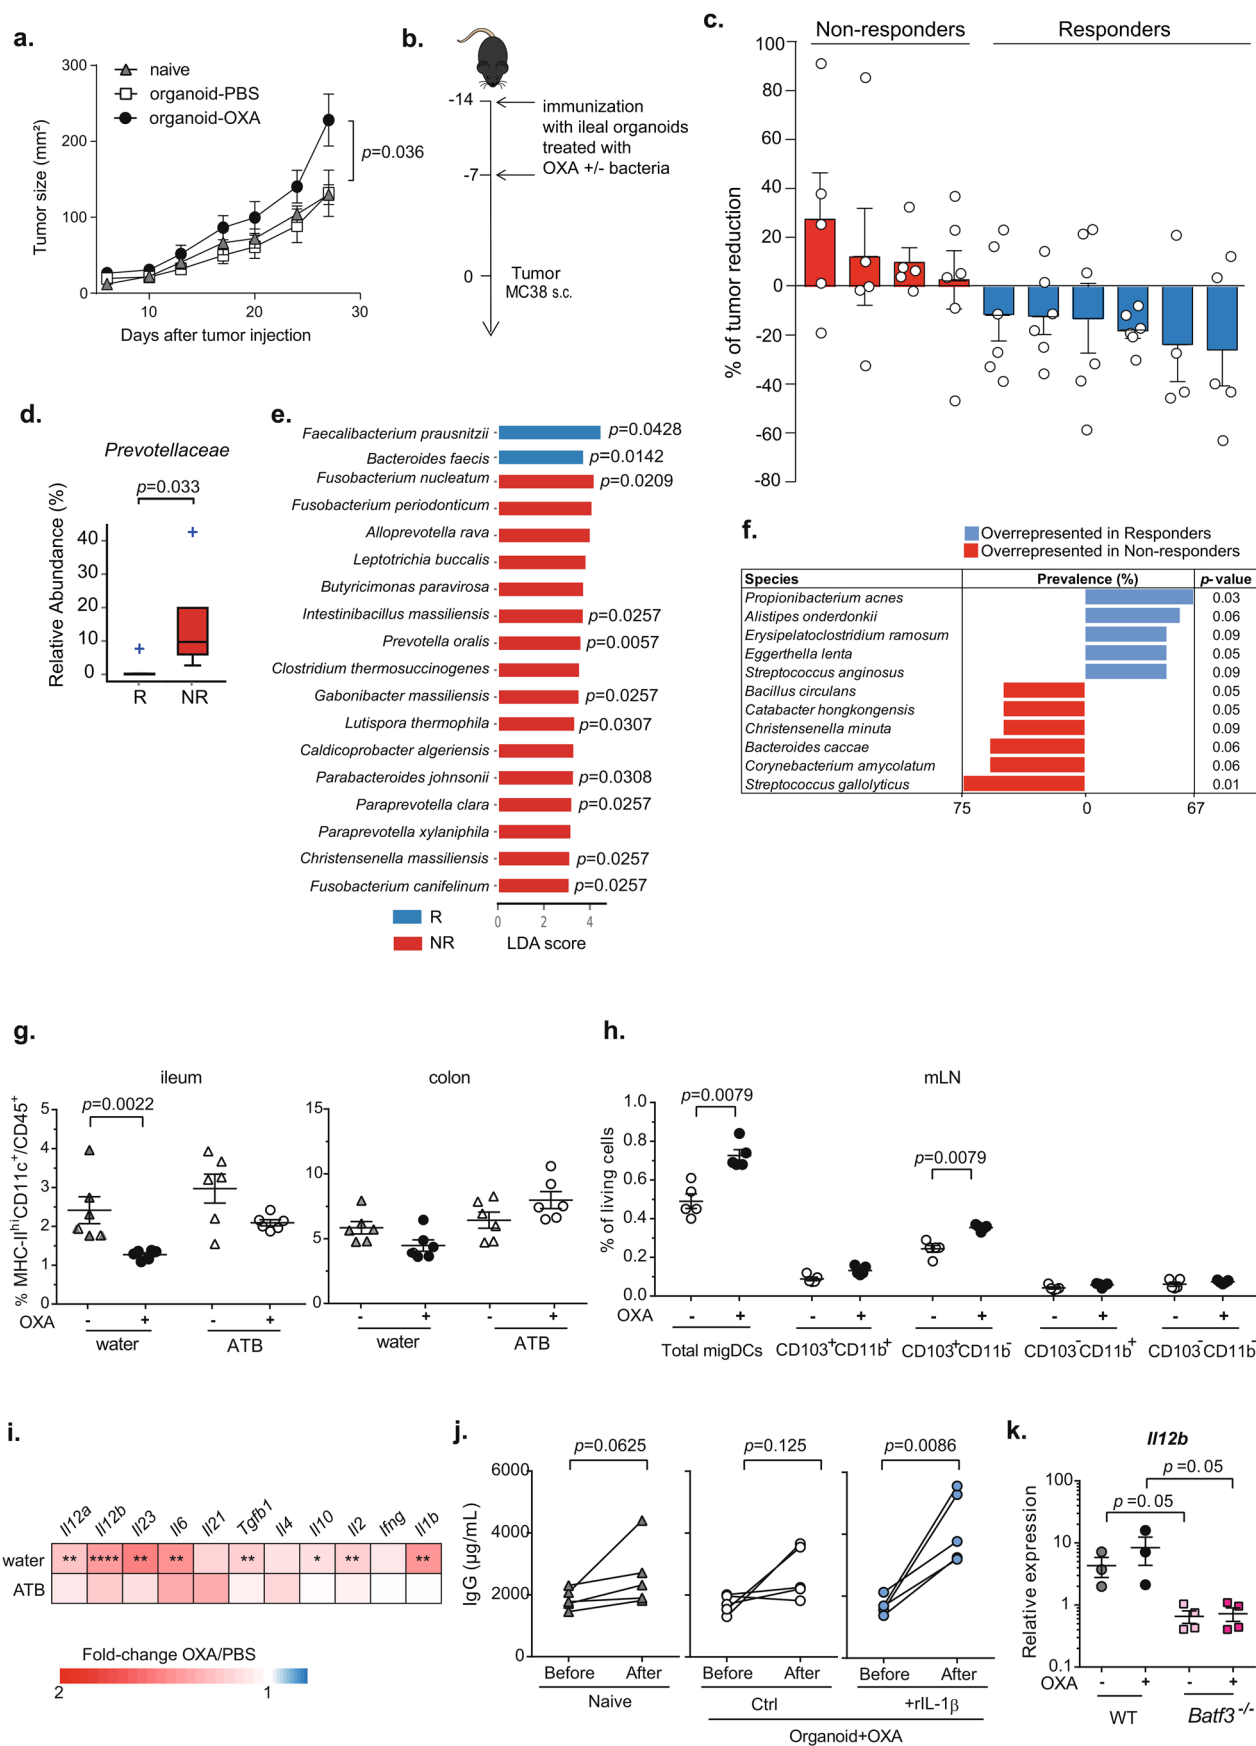 a.
300
200
100
0
Tumor size (mm²)
naive
organoid-PBS
organoid-OXA
p=0.036
10
20
30
Days after tumor injection
b.
-14
-7
0
immunization
with ileal organoids
treated with
OXA +/- bacteria
Tumor
MC38 s.c.
c.
Non-responders
Responders
% of tumor reduction
100
80
60
40
20
0
-20
-40
-60
-80
d.
Prevotellaceae
p=0.033
Relative Abundance (%)
40
30
20
10
0
R
NR
e.
Faecalibacterium prausnitzii p=0.0428
Bacteroides faecis p=0.0142
Fusobacterium nucleatum p=0.0209
Fusobacterium periodonticum
Alloprevotella rava
Leptotrichia buccalis
Butyricimonas paravirosa
Intestinibacillus massiliensis p=0.0257
Prevotella oralis p=0.0057
Clostridium thermosuccinogenes
Gabonibacter massiliensis p=0.0257
Lutispora thermophila p=0.0307
Caldicoprobacter algeriensis
Parabacteroides johnsonii p=0.0308
Paraprevotella clara p=0.0257
Paraprevotella xylaniphila
Christensenella massiliensis p=0.0257
Fusobacterium canifelinum p=0.0257
0 2 4
LDA score
R
NR
f.
Overrepresented in Responders
Overrepresented in Non-responders
Species Prevalence (%) p-value
Propionibacterium acnes 0.03
Alistipes onderdonkii 0.06
Erysipelatoclostridium ramosum 0.09
Eggerthella lenta 0.05
Streptococcus anginosus 0.09
Bacillus circulans 0.05
Catabacter hongkongensis 0.05
Christensenella minuta 0.09
Bacteroides caccae 0.06
Corynebacterium amycolatum 0.06
Streptococcus gallolyticus 0.01
75 0 67
g.
ileum
colon
% MHC-IIhiCD11c+/CD45+
p=0.0022
5
4
3
2
1
0
15
10
5
0
OXA - + - + - + - +
water ATB water ATB
h.
mLN
% of living cells
p=0.0079
p=0.0079
1.0
0.8
0.6
0.4
0.2
0.0
OXA - + - + - + - + - +
Total migDCs CD103+CD11b+ CD103+CD11b- CD103-CD11b+ CD103-CD11b-
i.
Il12a Il12b Il23 Il6 Il21 Tgfb1 Il4 Il10 Il2 Ifng Il1b
water ** **** ** ** ** * ** **
ATB
Fold-change OXA/PBS
2 1
j.
p=0.0625
p=0.125
p=0.0086
IgG (µg/mL)
6000
4000
2000
0
Before After Before After Before After
Naive Ctrl +rIL-1β
Organoid+OXA
k.
Il12b
p =0.05
p =0.05
Relative expression
100
10
1
0.1
OXA - + - +
WT Batf3-/-